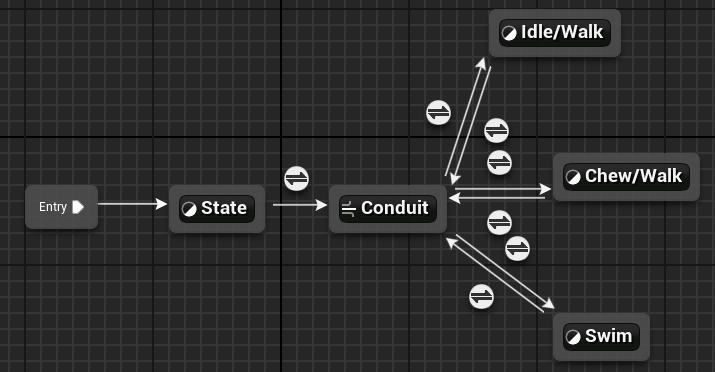 Idle/Walk
Chew/Walk
Entry
State
Conduit
Swim